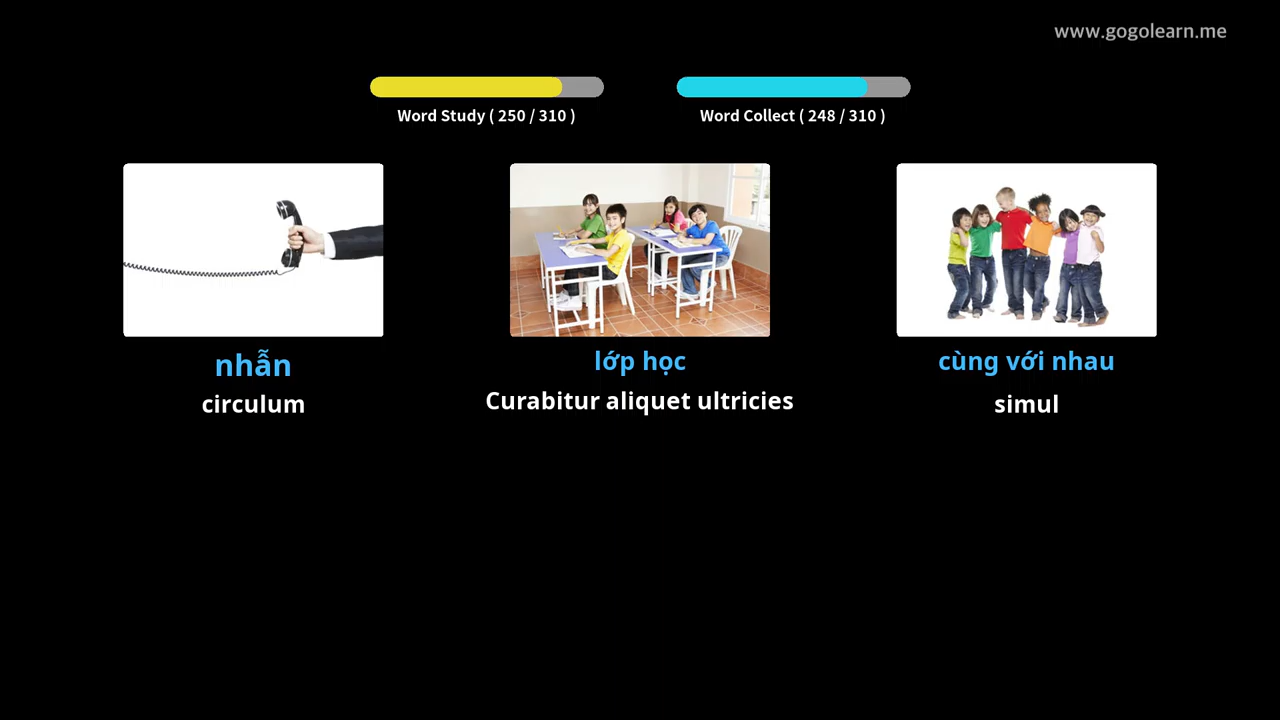 www.gogolearn.me
Word Study ( 250 / 310 )
Word Collect ( 248 / 310 )
nhẫn
circulum
lớp học
Curabitur aliquet ultricies
cùng với nhau
simul